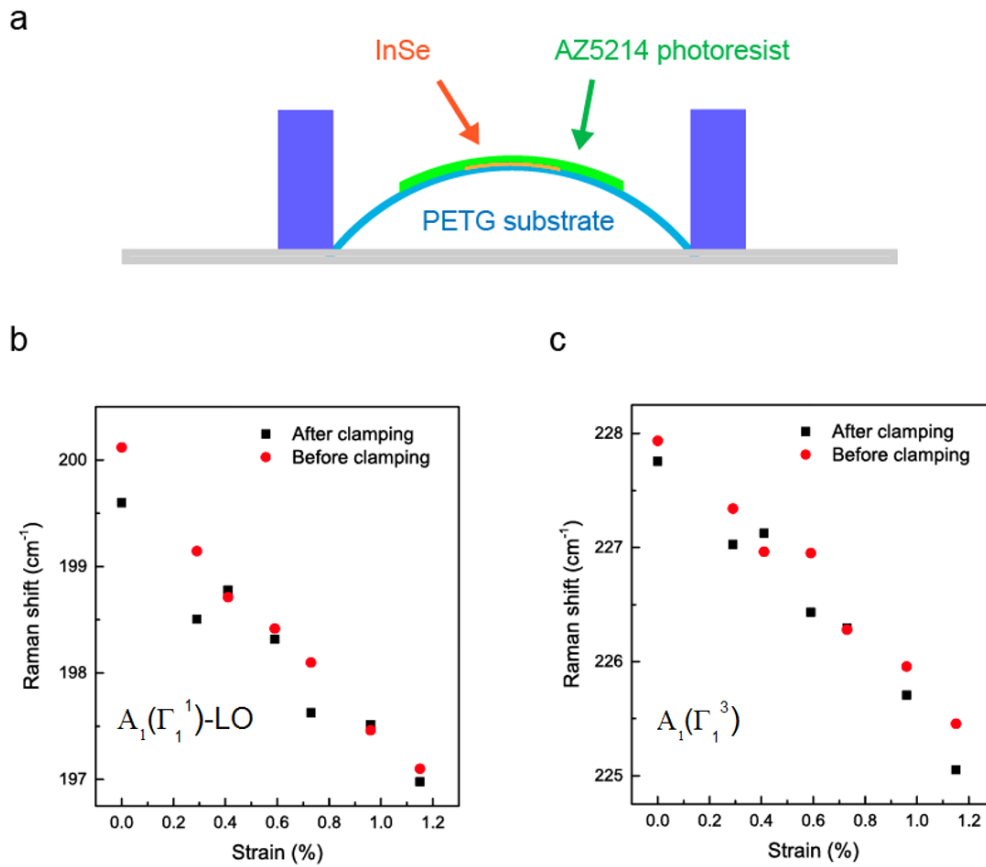 a
InSe AZ5214 photoresist
PETG substrate
b
After clamping
Before clamping
200
199
198
197
Raman shift (cm⁻¹)
A₁(Γ₁¹)-LO
0.0 0.2 0.4 0.6 0.8 1.0 1.2
Strain (%)
c
After clamping
Before clamping
228
227
226
225
Raman shift (cm⁻¹)
A₁(Γ₁³)
0.0 0.2 0.4 0.6 0.8 1.0 1.2
Strain (%)